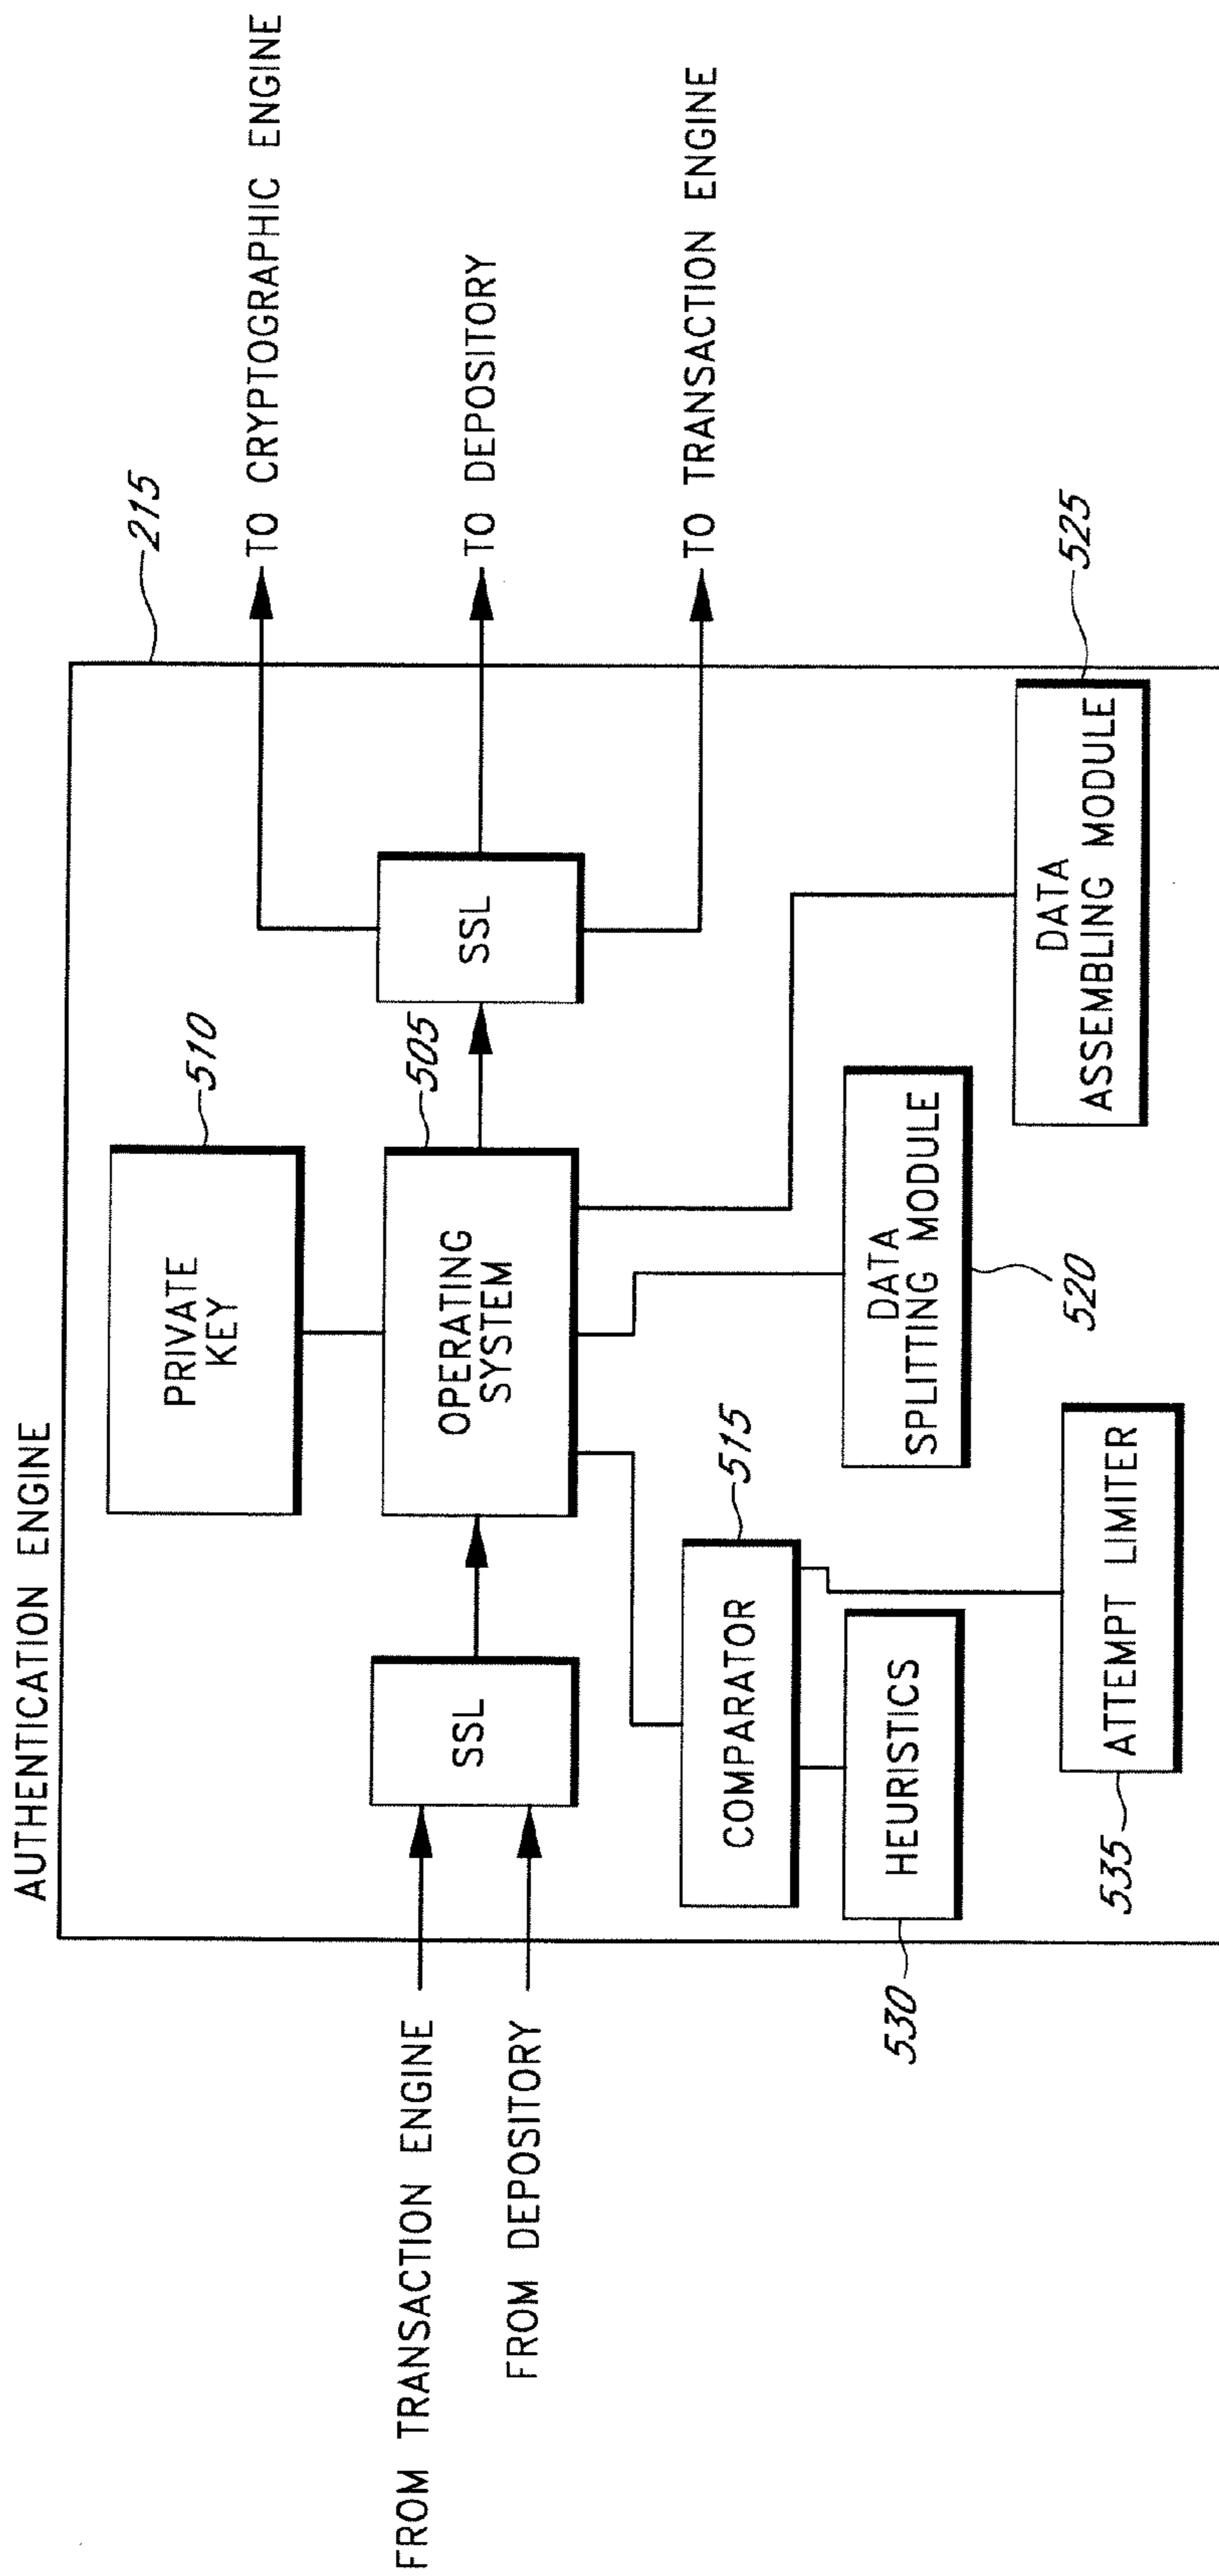 AUTHENTICATION ENGINE
215
PRIVATE
KEY
510
TO CRYPTOGRAPHIC ENGINE
FROM TRANSACTION ENGINE
FROM DEPOSITORY
SSL
OPERATING
SYSTEM
505
SSL
TO DEPOSITORY
TO TRANSACTION ENGINE
COMPARATOR
515
HEURISTICS
530
DATA
SPLITTING MODULE
520
DATA
ASSEMBLING MODULE
525
ATTEMPT LIMITER
535